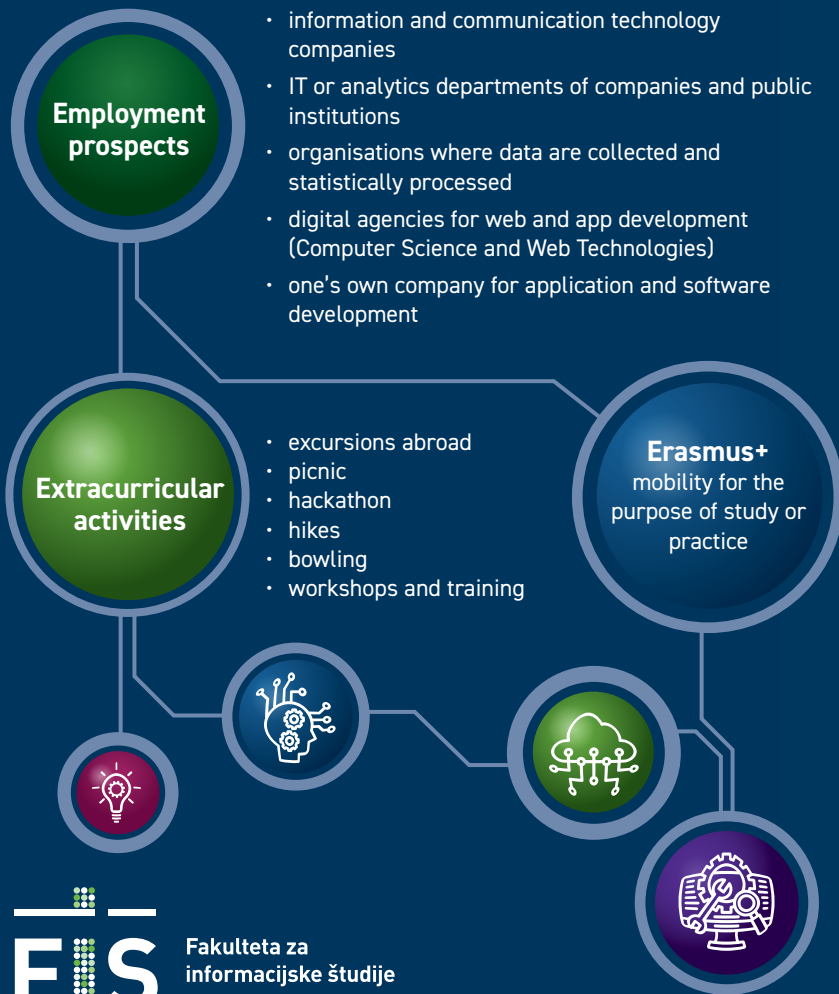 Employment
prospects
· information and communication technology
companies
· IT or analytics departments of companies and public
institutions
· organisations where data are collected and
statistically processed
· digital agencies for web and app development
(Computer Science and Web Technologies)
· one's own company for application and software
development
Extracurricular
activities
· excursions abroad
· picnic
· hackathon
· hikes
· bowling
· workshops and training
Erasmus+
mobility for the
purpose of study or
practice
FIŠ
Fakulteta za
informacijske študije